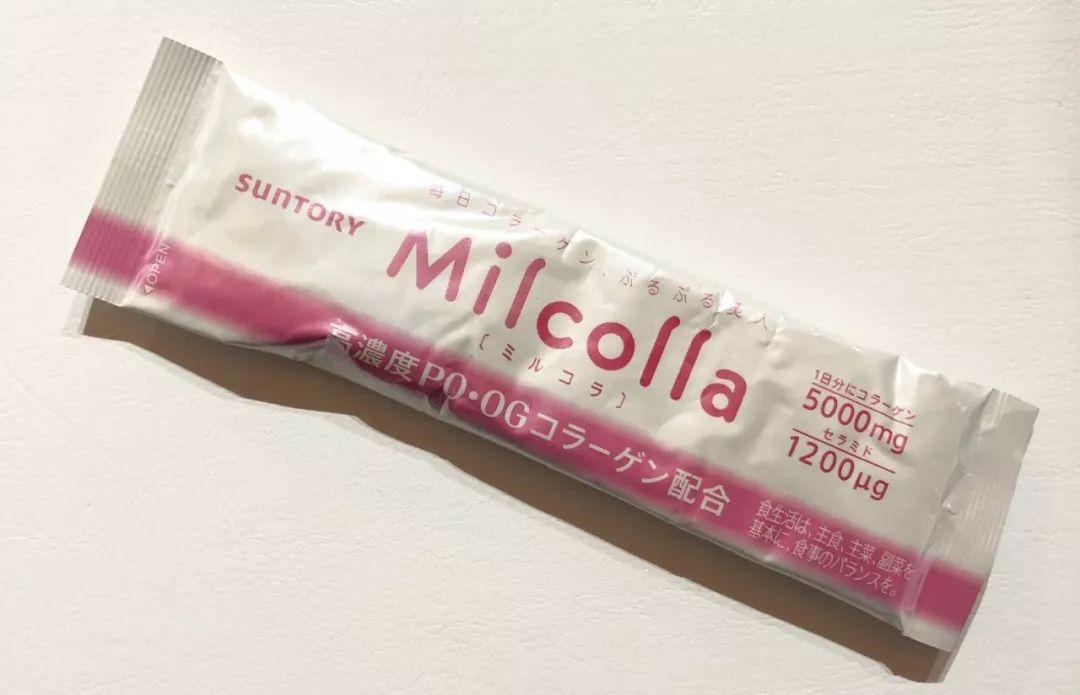 SUNTORY
毎日コラーゲン、ぷるぷる美人
Milcolla
［ミルコラ］
高濃度PO・OGコラーゲン配合
1日分にコラーゲン
5000mg
セラミド
1200μg
食生活は、主食、主菜、副菜を
基本に、食事のバランスを。
◀OPEN